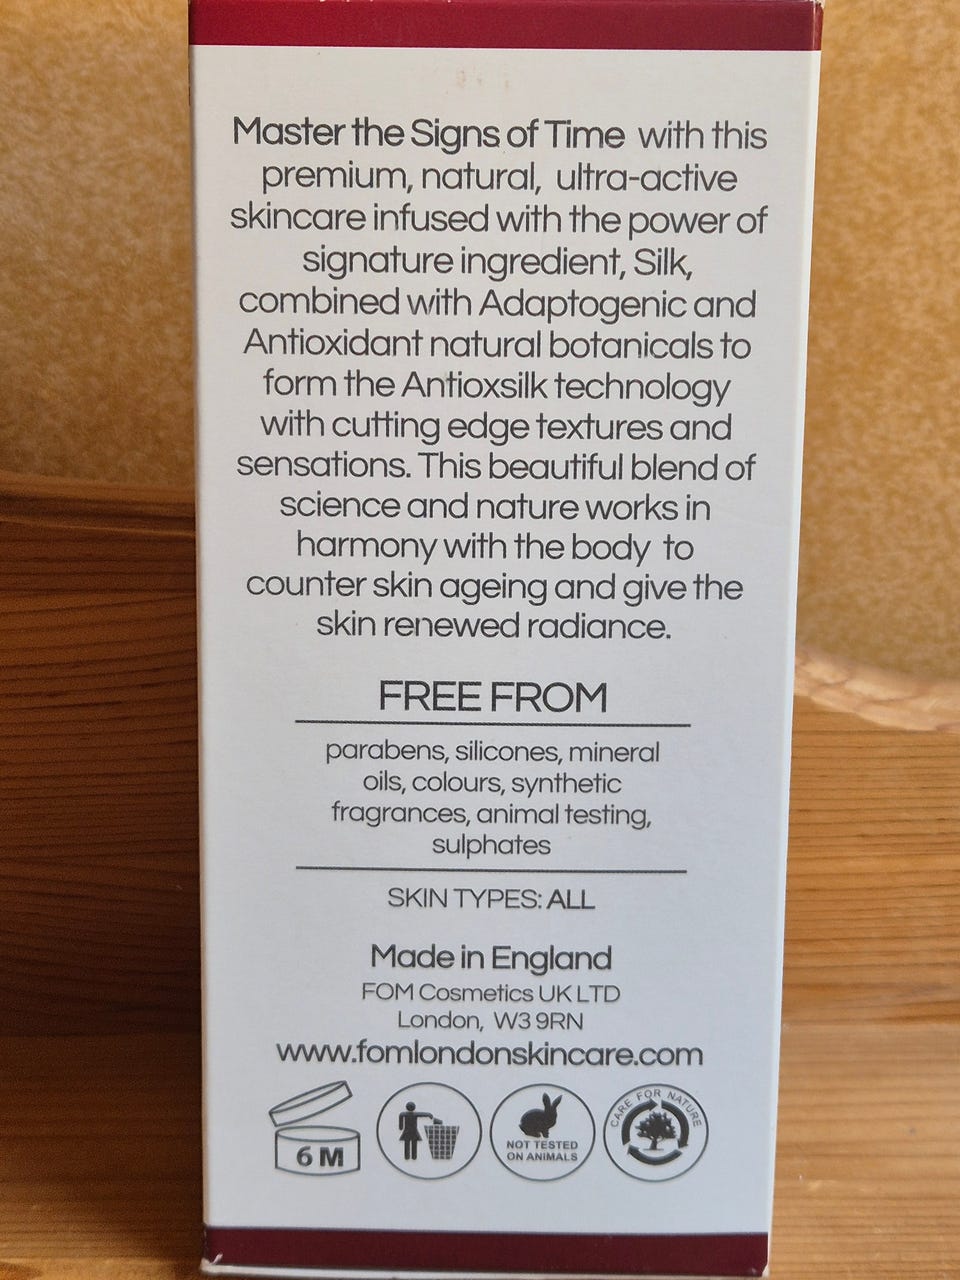 Master the Signs of Time with this
premium, natural, ultra-active
skincare infused with the power of
signature ingredient, Silk,
combined with Adaptogenic and
Antioxidant natural botanicals to
form the Antioxsilk technology
with cutting edge textures and
sensations. This beautiful blend of
science and nature works in
harmony with the body to
counter skin ageing and give the
skin renewed radiance.
FREE FROM
parabens, silicones, mineral
oils, colours, synthetic
fragrances, animal testing,
sulphates
SKIN TYPES: ALL
Made in England
FOM Cosmetics UK LTD
London, W3 9RN
www.fomlondonskincare.com
6 M
NOT TESTED
ON ANIMALS
CARE FOR NATURE